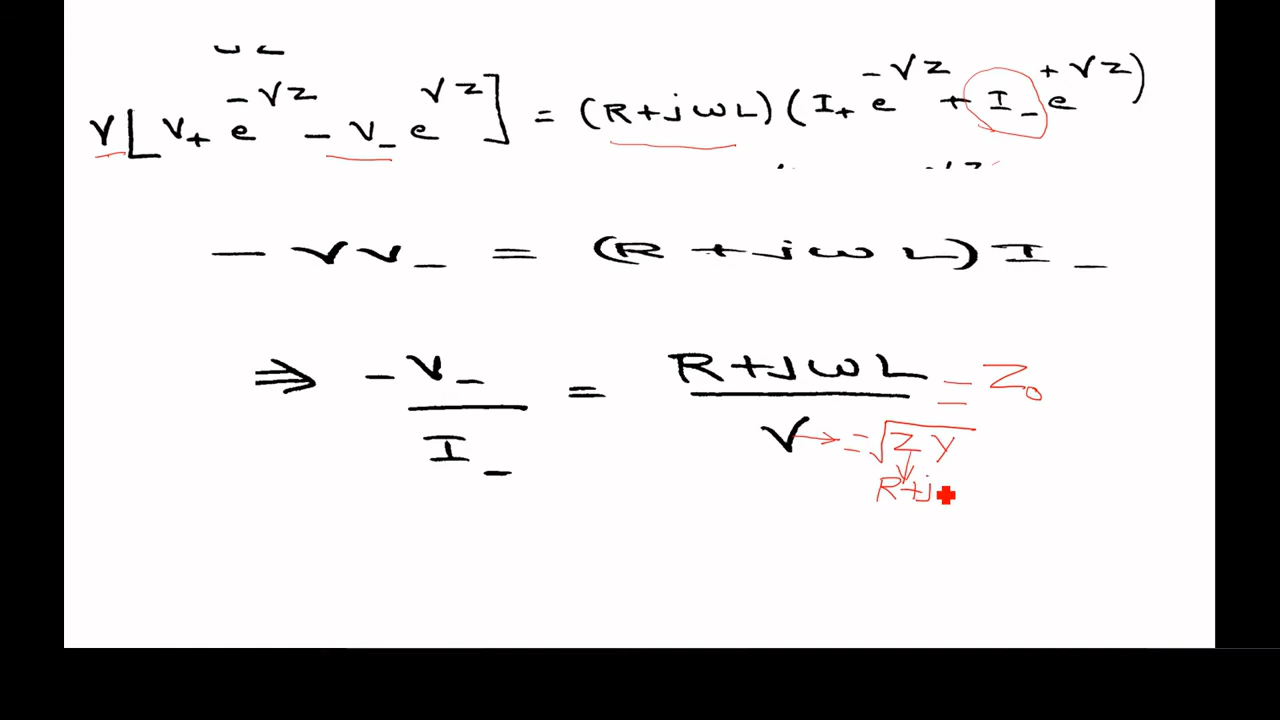 γ[V₊ e^{-γz} - V₋ e^{γz}] = (R+jωL)(I₊ e^{-γz} + I₋ e^{+γz})
- γV₋ = (R + jωL) I₋
⇒ -V₋/I₋ = R+jωL/γ = Z₀
→ = √ZY
R+j